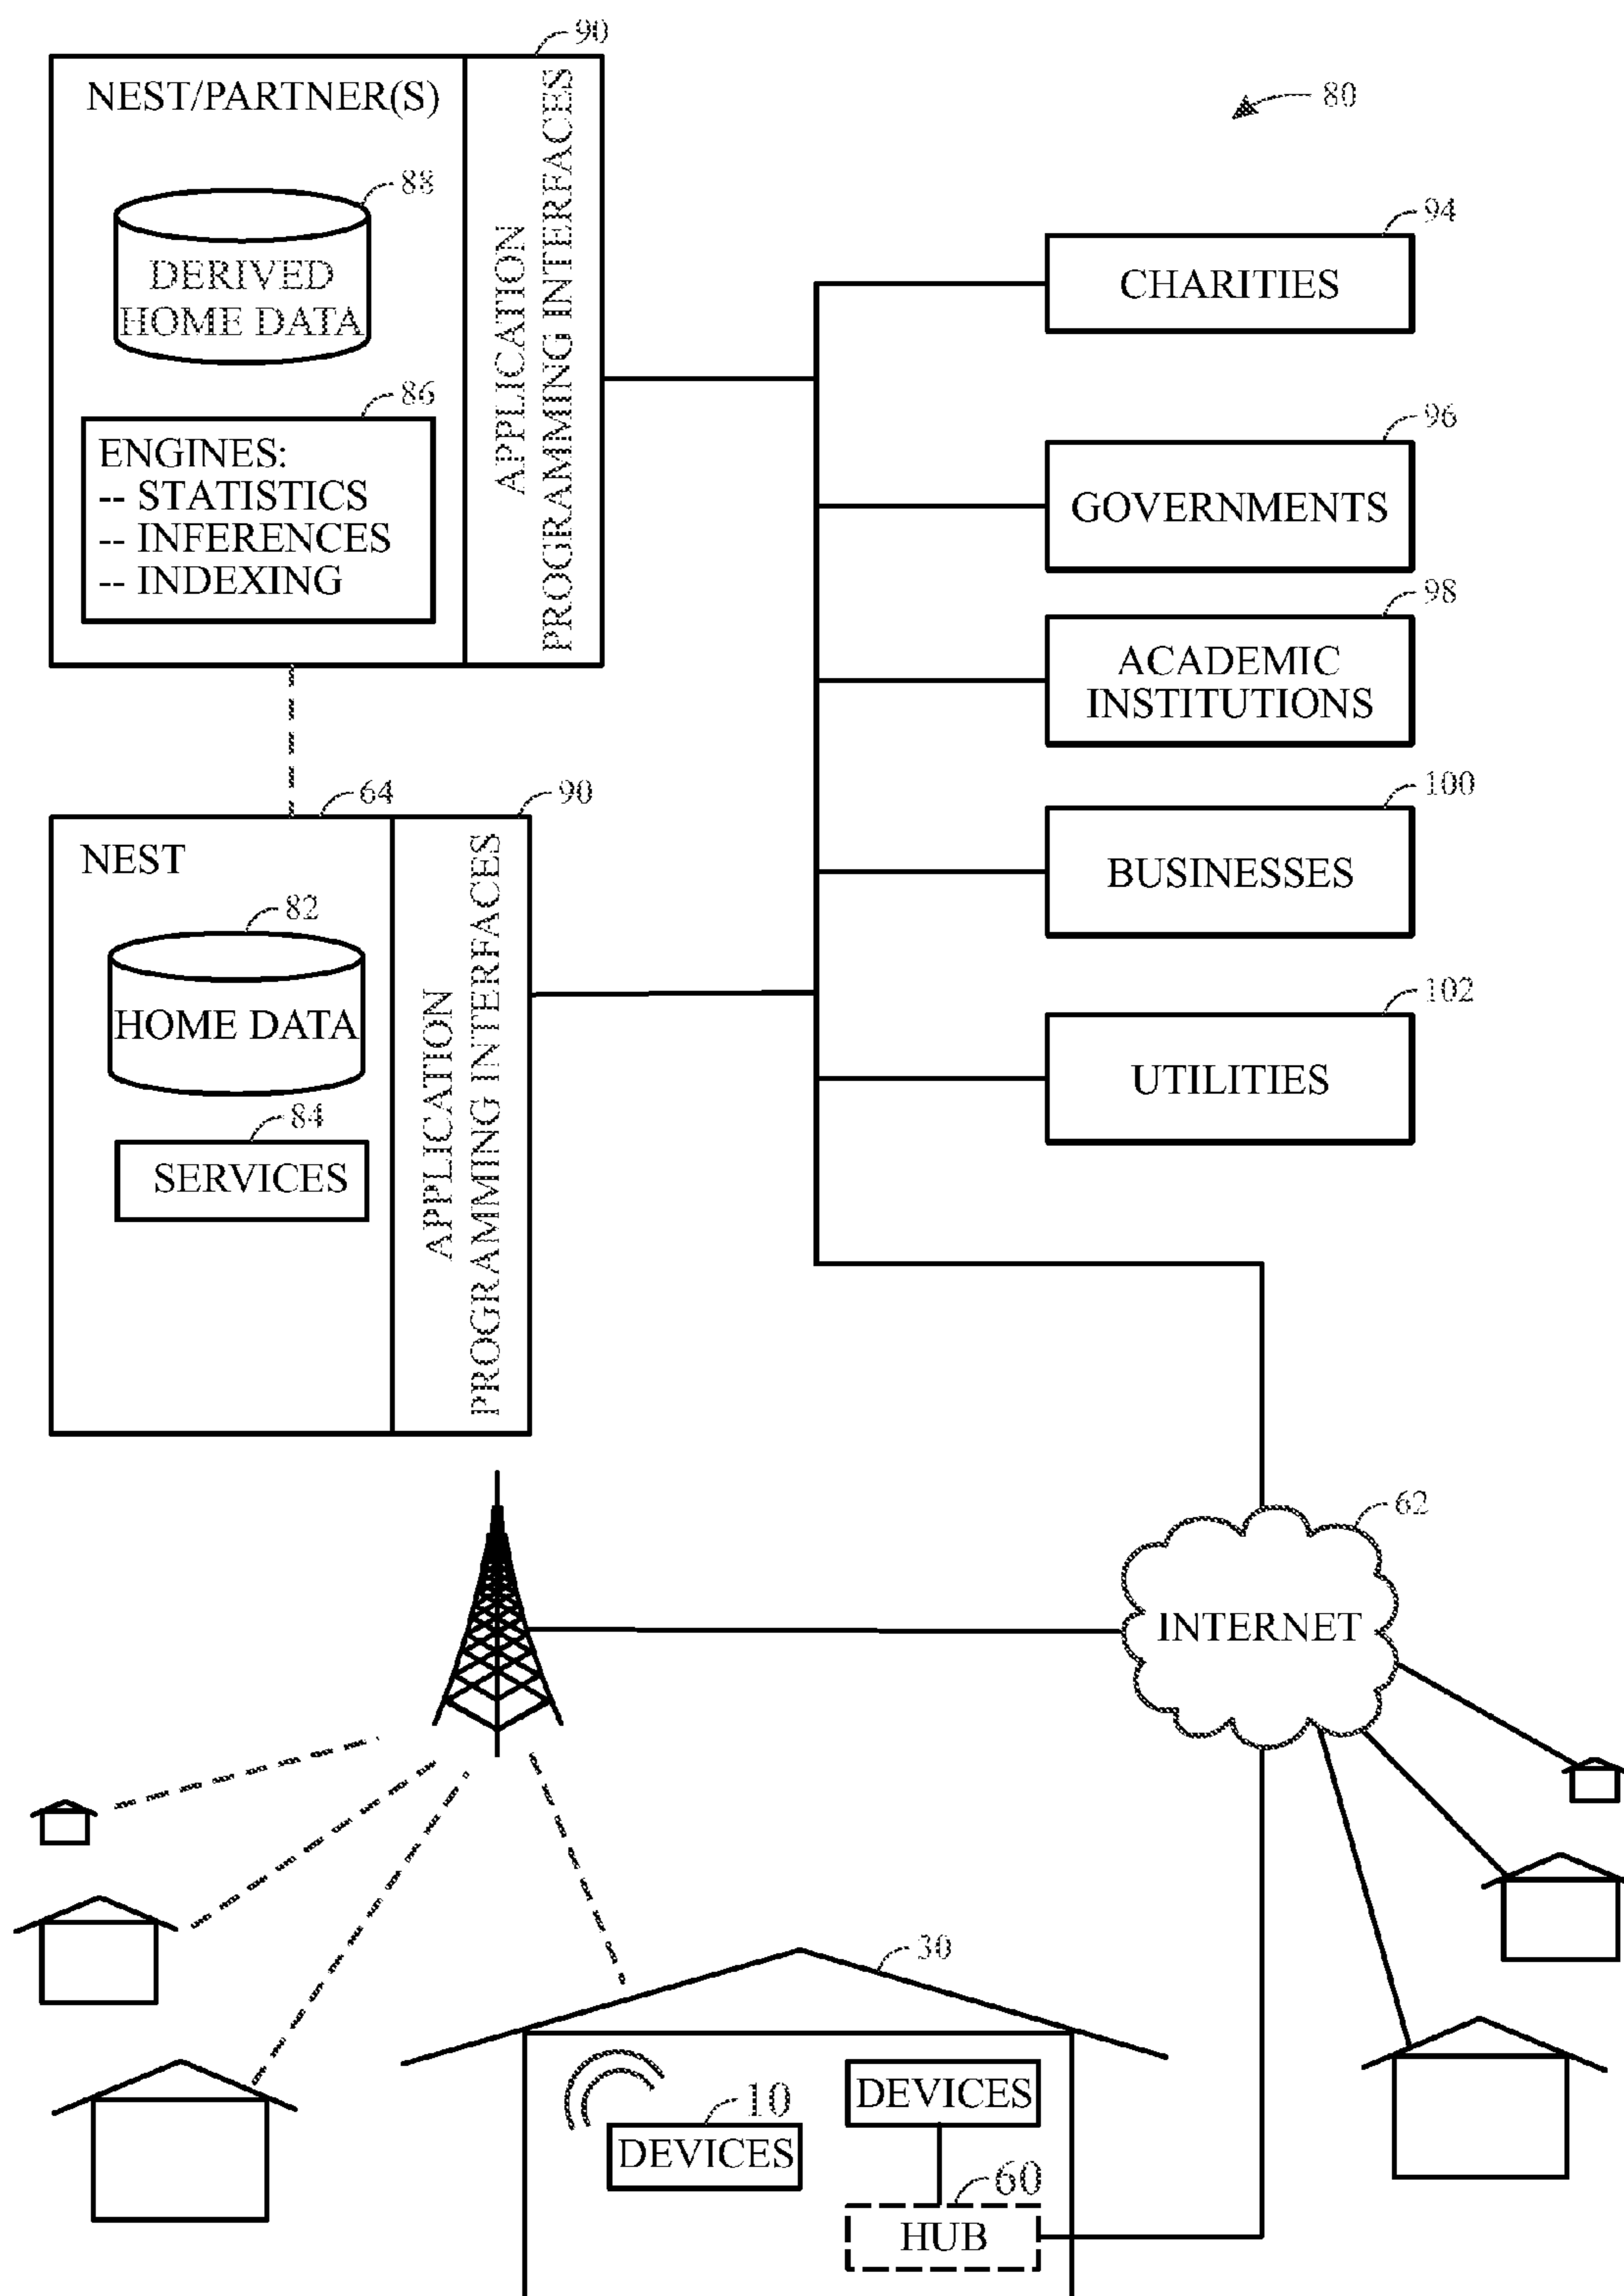 90
NEST/PARTNER(S)
80
88
DERIVED
HOME DATA
APPLICATION
PROGRAMMING INTERFACES
94
CHARITIES
86
ENGINES:
-- STATISTICS
-- INFERENCES
-- INDEXING
96
GOVERNMENTS
98
ACADEMIC
INSTITUTIONS
64
90
100
NEST
BUSINESSES
82
HOME DATA
APPLICATION
PROGRAMMING INTERFACES
102
UTILITIES
84
SERVICES
62
INTERNET
30
10
DEVICES
DEVICES
60
HUB